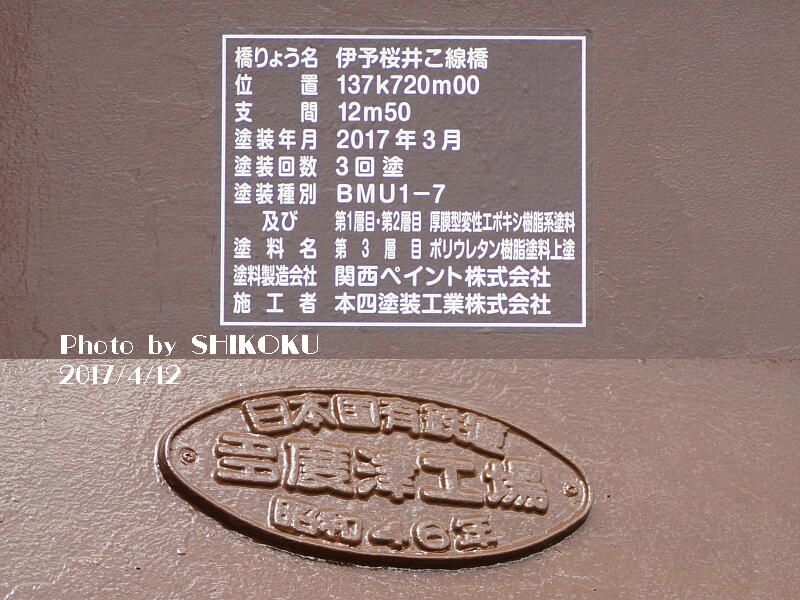 橋りょう名 伊予桜井こ線橋
位置 137k720m00
支間 12m50
塗装年月 2017年3月
塗装回数 3回塗
塗装種別 BMU1-7
及び 第1層目・第2層目 厚膜型変性エポキシ樹脂系塗料
塗料名 第3層目 ポリウレタン樹脂塗料上塗
塗料製造会社 関西ペイント株式会社
施工者 本四塗装工業株式会社
Photo by SHIKOKU
2017/4/12
日本国有鉄道
多度津工場
昭和46年